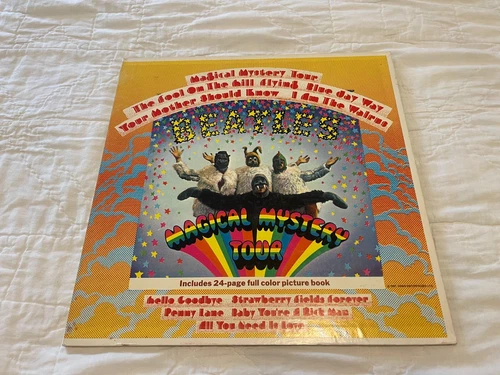 Magical Mystery Tour
The Fool On The Hill Flying Blue Jay Way
Your Mother Should Know I Am The Walrus
BEATLES
MAGICAL MYSTERY
TOUR
Includes 24-page full color picture book
Hello Goodbye Strawberry Fields Forever
Penny Lane Baby You're A Rich Man
All You Need Is Love